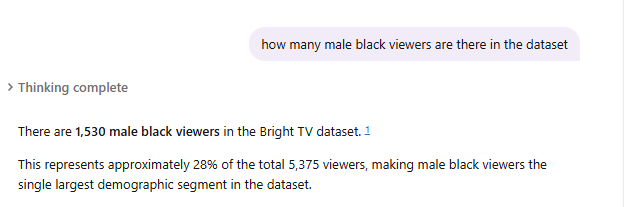 how many male black viewers are there in the dataset
Thinking complete
There are 1,530 male black viewers in the Bright TV dataset. 1
This represents approximately 28% of the total 5,375 viewers, making male black viewers the
single largest demographic segment in the dataset.